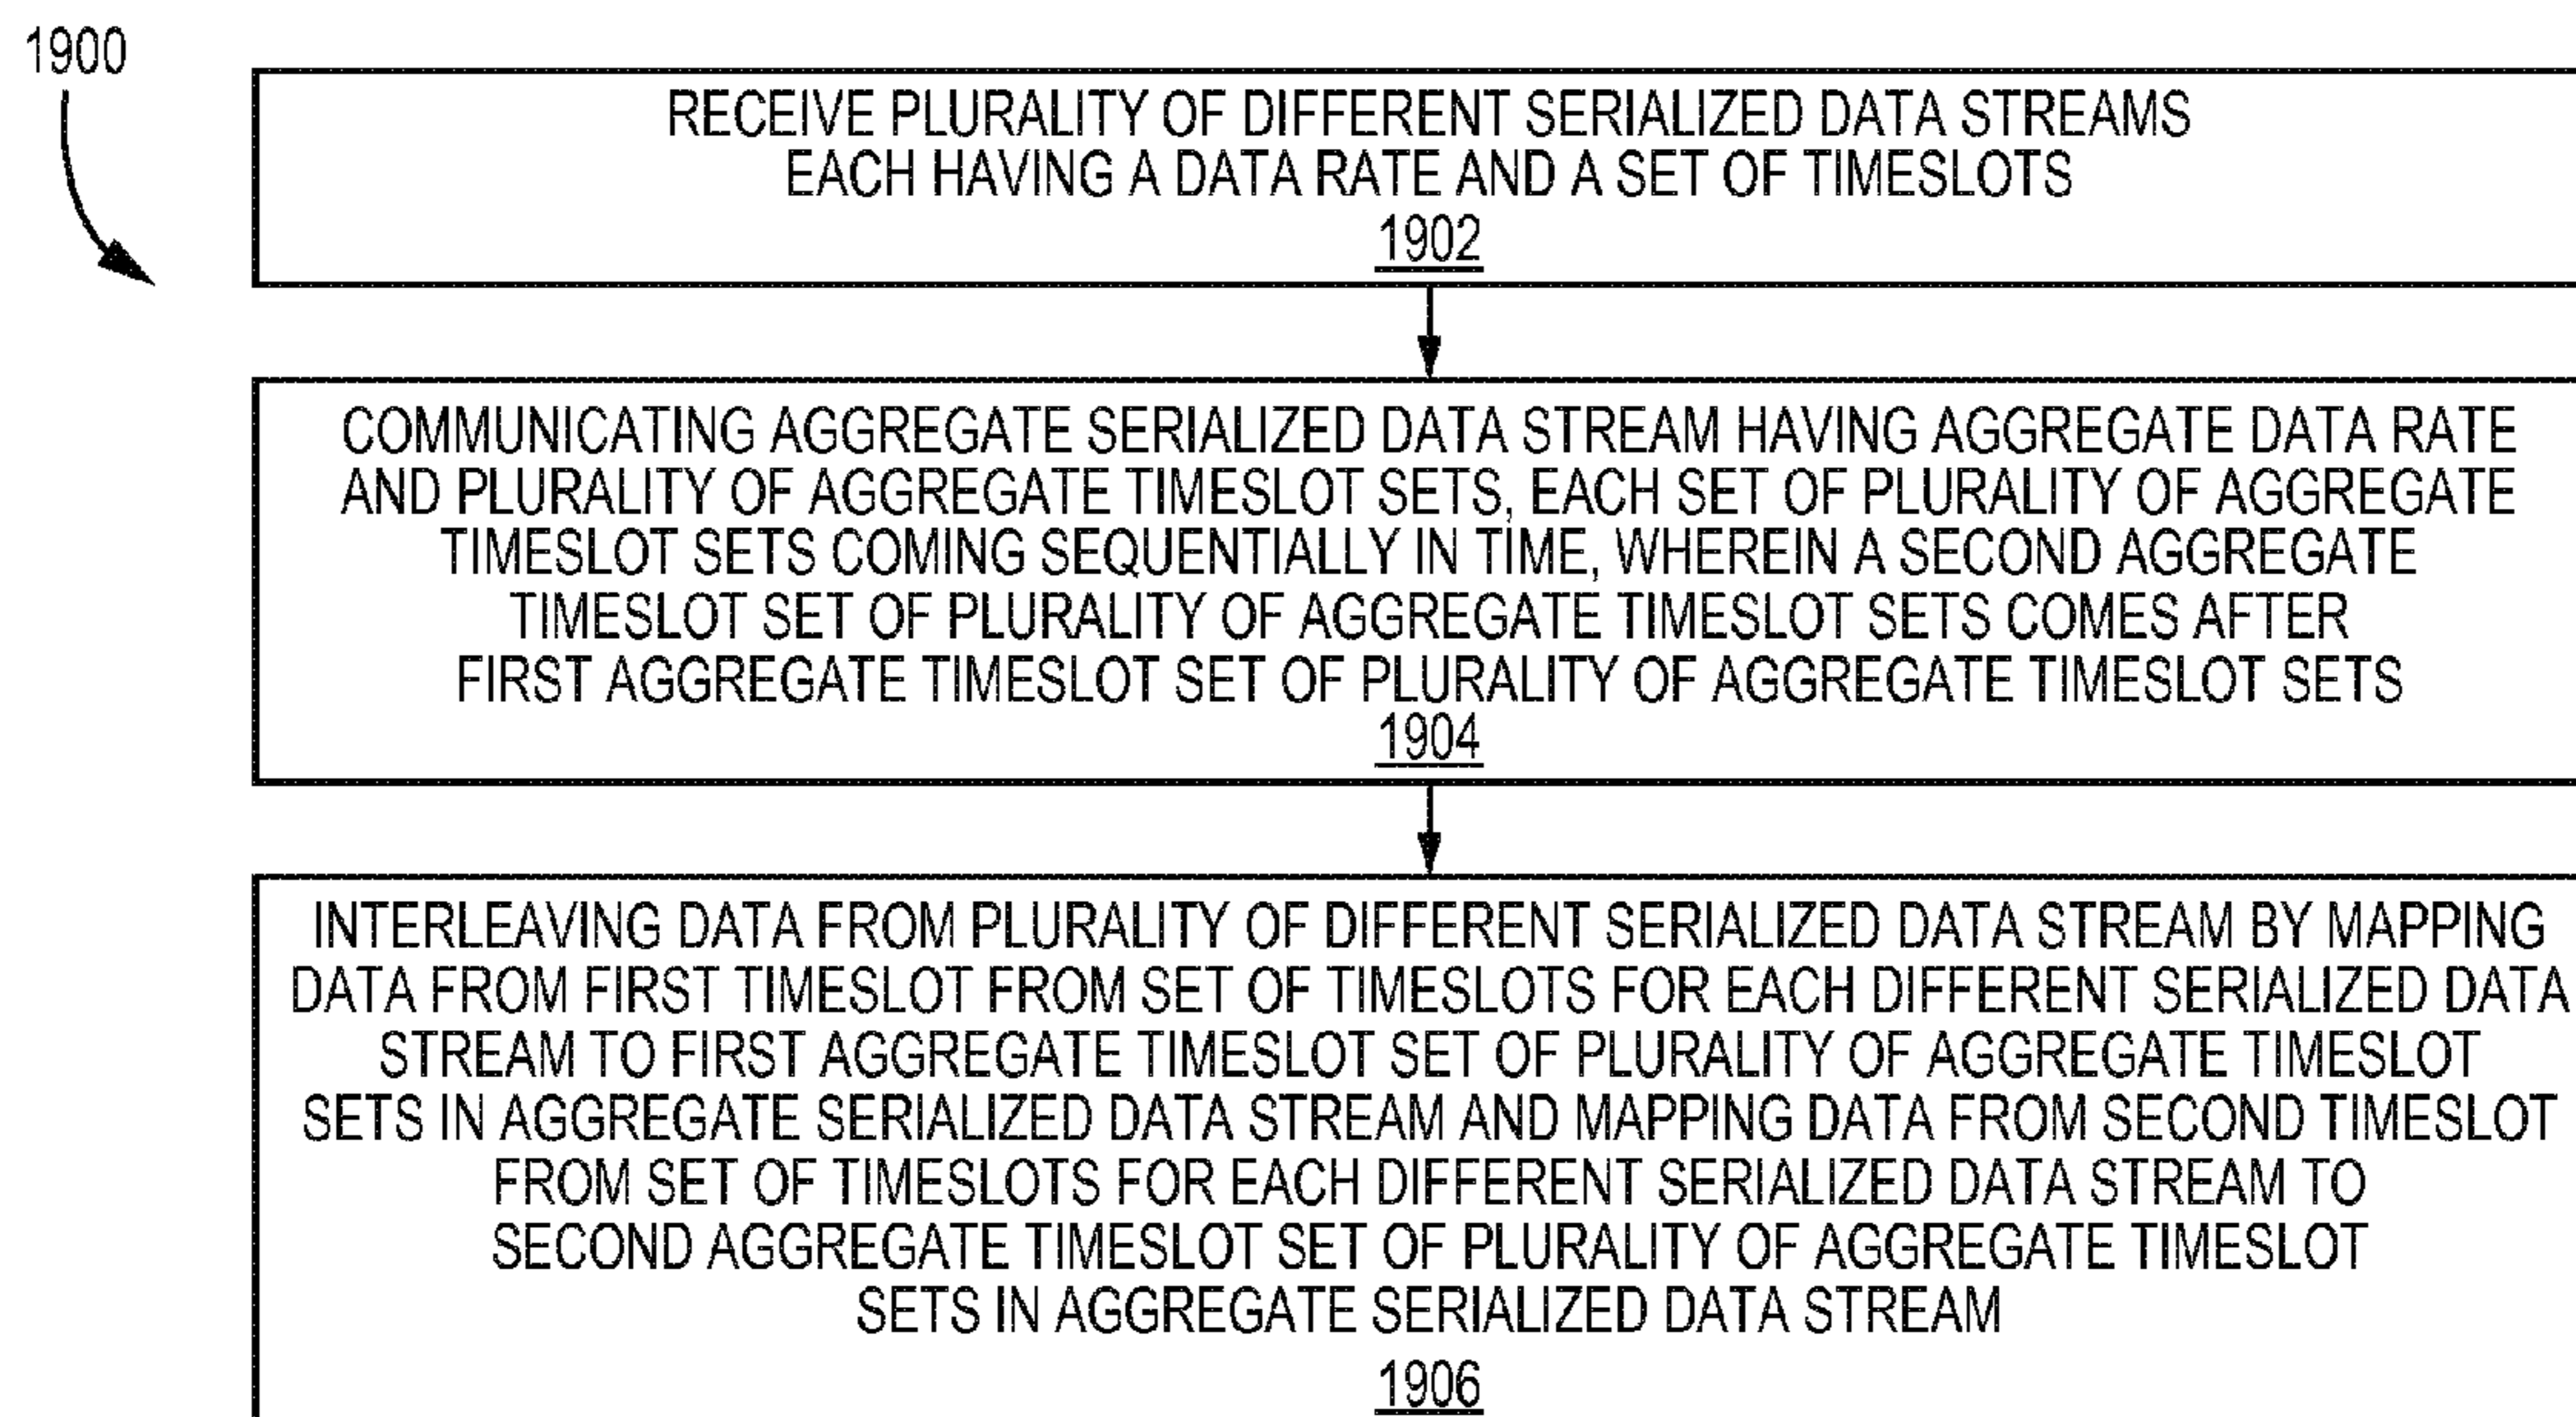 1900
RECEIVE PLURALITY OF DIFFERENT SERIALIZED DATA STREAMS
EACH HAVING A DATA RATE AND A SET OF TIMESLOTS
1902
COMMUNICATING AGGREGATE SERIALIZED DATA STREAM HAVING AGGREGATE DATA RATE
AND PLURALITY OF AGGREGATE TIMESLOT SETS, EACH SET OF PLURALITY OF AGGREGATE
TIMESLOT SETS COMING SEQUENTIALLY IN TIME, WHEREIN A SECOND AGGREGATE
TIMESLOT SET OF PLURALITY OF AGGREGATE TIMESLOT SETS COMES AFTER
FIRST AGGREGATE TIMESLOT SET OF PLURALITY OF AGGREGATE TIMESLOT SETS
1904
INTERLEAVING DATA FROM PLURALITY OF DIFFERENT SERIALIZED DATA STREAM BY MAPPING
DATA FROM FIRST TIMESLOT FROM SET OF TIMESLOTS FOR EACH DIFFERENT SERIALIZED DATA
STREAM TO FIRST AGGREGATE TIMESLOT SET OF PLURALITY OF AGGREGATE TIMESLOT
SETS IN AGGREGATE SERIALIZED DATA STREAM AND MAPPING DATA FROM SECOND TIMESLOT
FROM SET OF TIMESLOTS FOR EACH DIFFERENT SERIALIZED DATA STREAM TO
SECOND AGGREGATE TIMESLOT SET OF PLURALITY OF AGGREGATE TIMESLOT
SETS IN AGGREGATE SERIALIZED DATA STREAM
1906